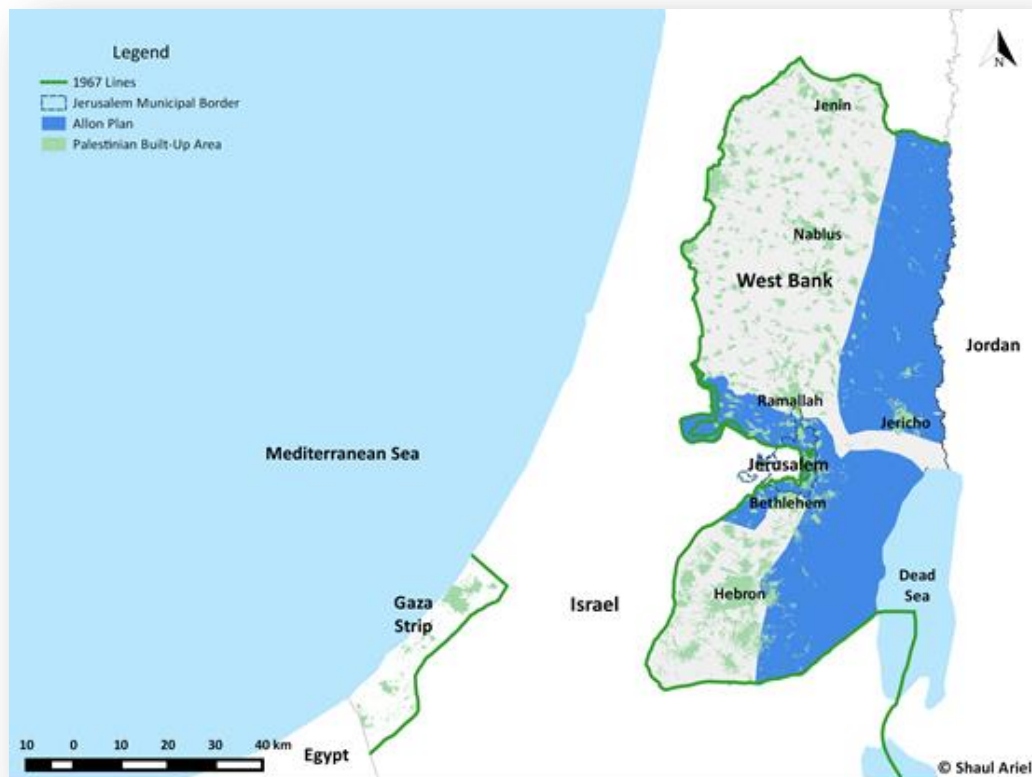 Legend
1967 Lines
Jerusalem Municipal Border
Allon Plan
Palestinian Built-Up Area
N
Jenin
Nablus
West Bank
Jordan
Ramallah
Jericho
Mediterranean Sea
Jerusalem
Bethlehem
Dead
Sea
Hebron
Gaza
Strip
Israel
10 0 10 20 30 40 km
Egypt
© Shaul Ariel